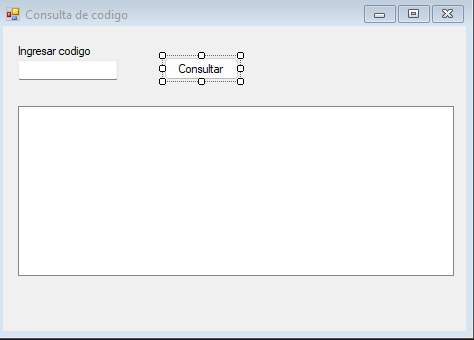 Consulta de codigo
Ingresar codigo
Consultar